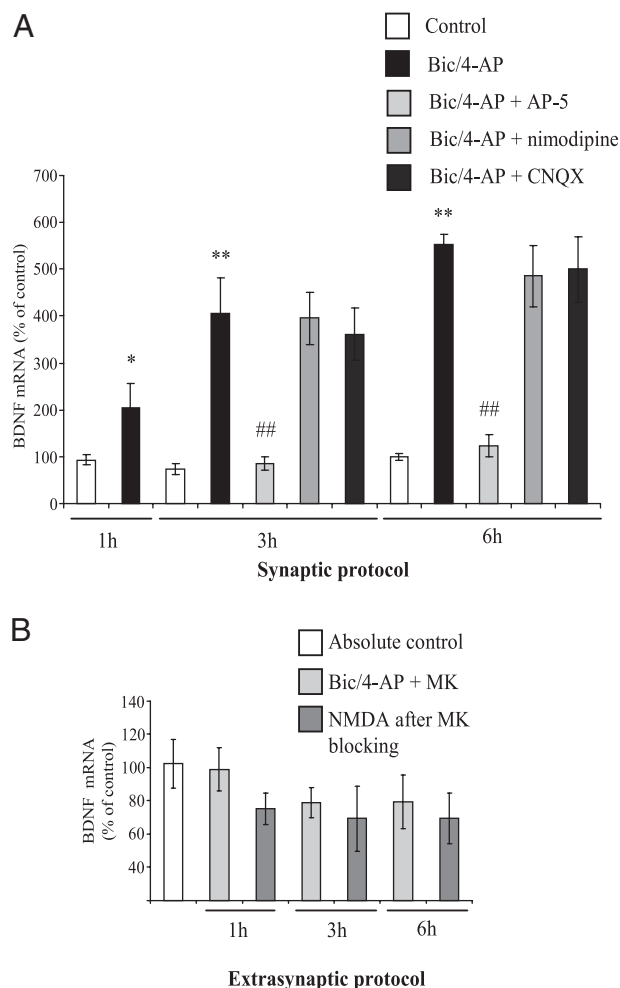 A
Control
Bic/4-AP
Bic/4-AP + AP-5
Bic/4-AP + nimodipine
Bic/4-AP + CNQX
BDNF mRNA (% of control)
700
600
500
400
300
200
100
0
*
**
##
**
##
1h
3h
6h
Synaptic protocol
B
Absolute control
Bic/4-AP + MK
NMDA after MK
blocking
BDNF mRNA
(% of control)
140
120
100
80
60
40
1h
3h
6h
Extrasynaptic protocol